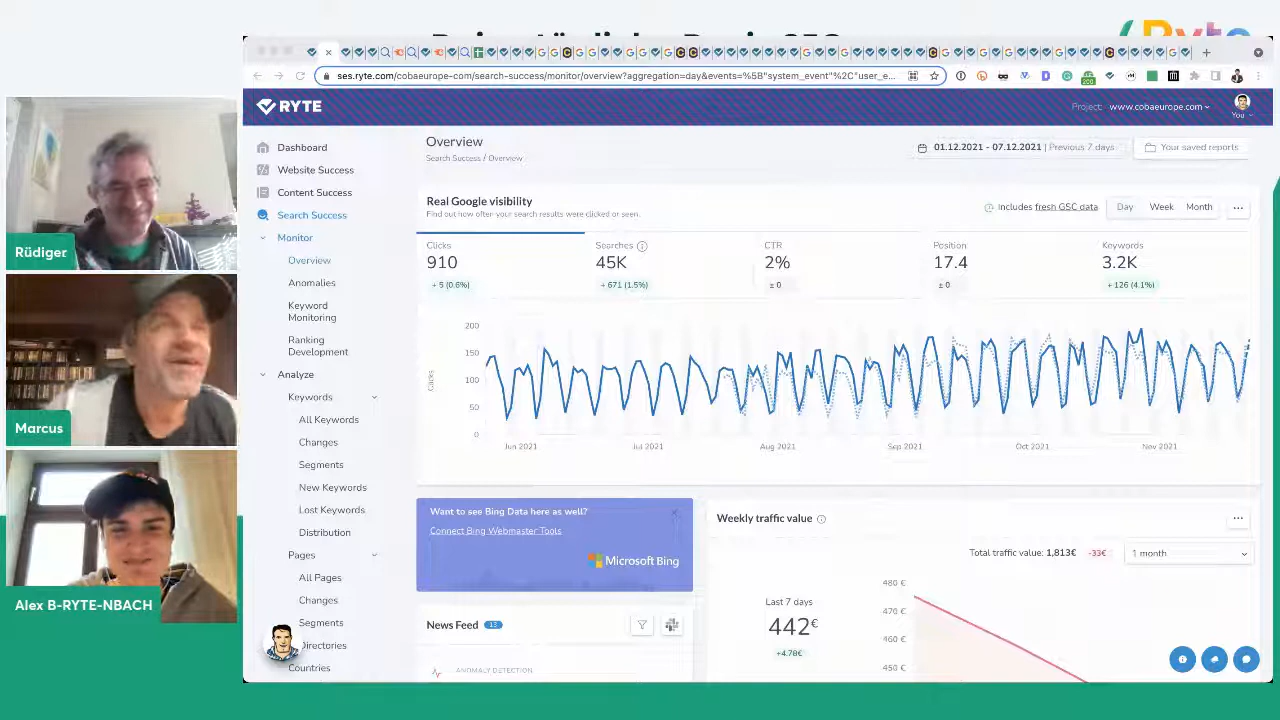 Ryte
ses.ryte.com/cobaeurope-com/search-success/monitor/overview?aggregation=day&events=%5B"system_event"%2C"user_e...
RYTE
Project: www.cobaeurope.com
You
Rüdiger
Marcus
Alex B-RYTE-NBACH
Dashboard
Website Success
Content Success
Search Success
Monitor
Overview
Anomalies
Keyword
Monitoring
Ranking
Development
Analyze
Keywords
All Keywords
Changes
Segments
New Keywords
Lost Keywords
Distribution
Pages
All Pages
Changes
Segments
Directories
Countries
Overview
Search Success / Overview
01.12.2021 - 07.12.2021 | Previous 7 days
Your saved reports
Real Google visibility
Find out how often your search results were clicked or seen.
Includes fresh GSC data
Day Week Month
Clicks
910
+ 5 (0.6%)
Searches
45K
+ 671 (1.5%)
CTR
2%
± 0
Position
17.4
± 0
Keywords
3.2K
+ 126 (4.1%)
Clicks
200
150
100
50
0
Jun 2021 Jul 2021 Aug 2021 Sep 2021 Oct 2021 Nov 2021
Want to see Bing Data here as well?
Connect Bing Webmaster Tools
Microsoft Bing
News Feed 13
ANOMALY DETECTION
Weekly traffic value
Total traffic value: 1,813€ -33€
1 month
Last 7 days
442€
+4.78€
480 €
470 €
460 €
450 €